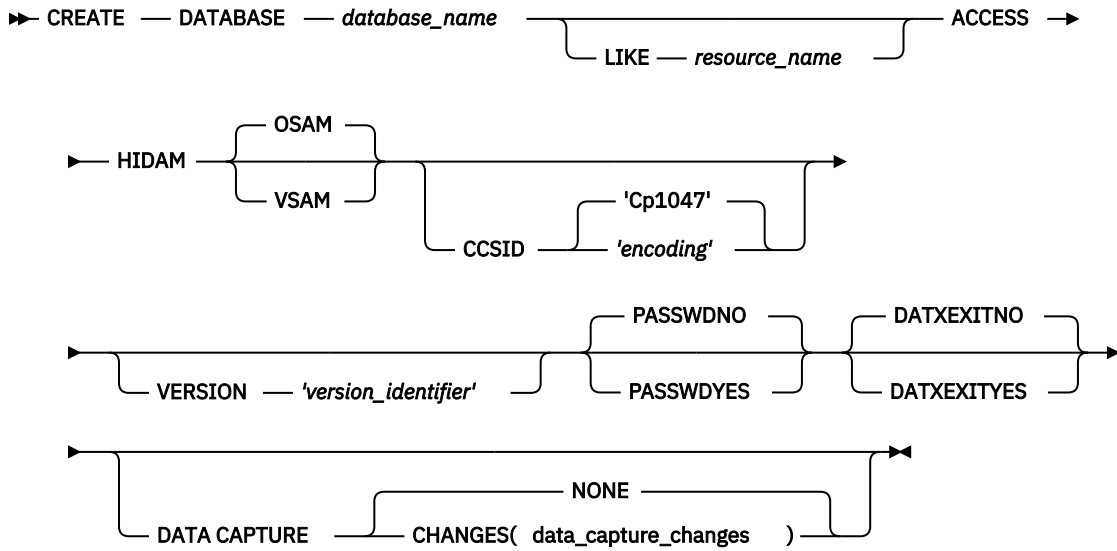 CREATE DATABASE database_name ACCESS
LIKE resource_name
OSAM
HIDAM
VSAM
'Cp1047'
CCSID 'encoding'
PASSWDNO DATXEXITNO
VERSION 'version_identifier' PASSWDYES DATXEXITYES
NONE
DATA CAPTURE CHANGES( data_capture_changes )